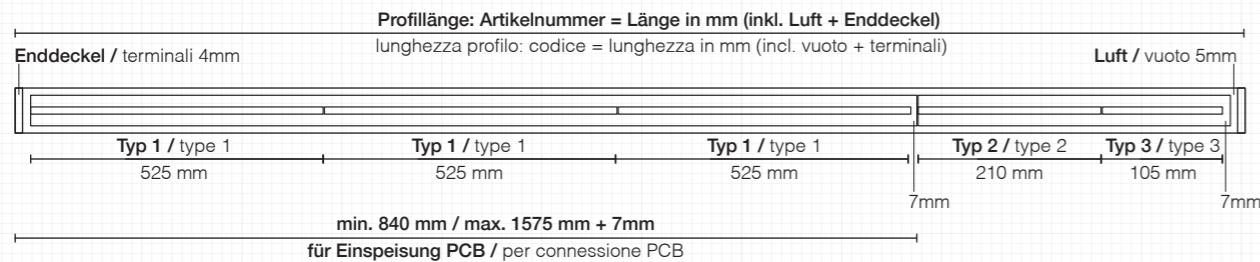 Profillänge: Artikelnummer = Länge in mm (inkl. Luft + Enddeckel)
lunghezza profilo: codice = lunghezza in mm (incl. vuoto + terminali)
Enddeckel / terminali 4mm
Luft / vuoto 5mm
Typ 1 / type 1
Typ 1 / type 1
Typ 1 / type 1
Typ 2 / type 2
Typ 3 / type 3
525 mm
525 mm
525 mm
210 mm
105 mm
7mm
7mm
min. 840 mm / max. 1575 mm + 7mm
für Einspeisung PCB / per connessione PCB